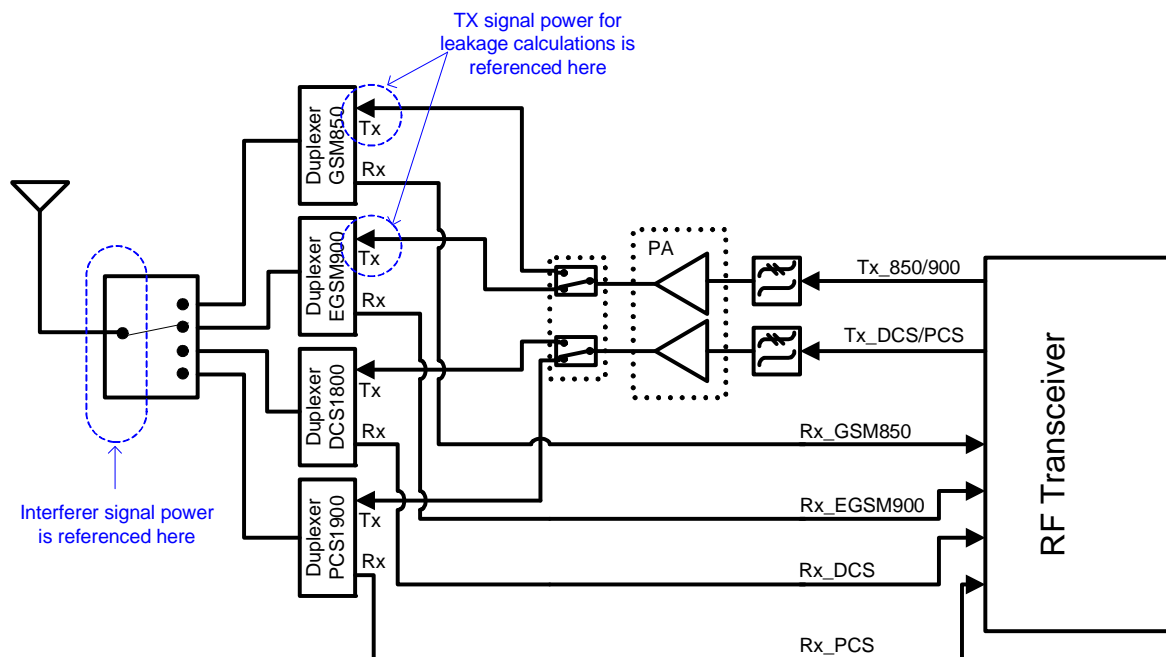 TX signal power for
leakage calculations is
referenced here
Duplexer
GSM850
Tx
Rx
Duplexer
EGSM900
Tx
Rx
Duplexer
DCS1800
Tx
Rx
Duplexer
PCS1900
Tx
Rx
PA
Tx_850/900
Tx_DCS/PCS
Rx_GSM850
Rx_EGSM900
Rx_DCS
Rx_PCS
RF Transceiver
Interferer signal power
is referenced here